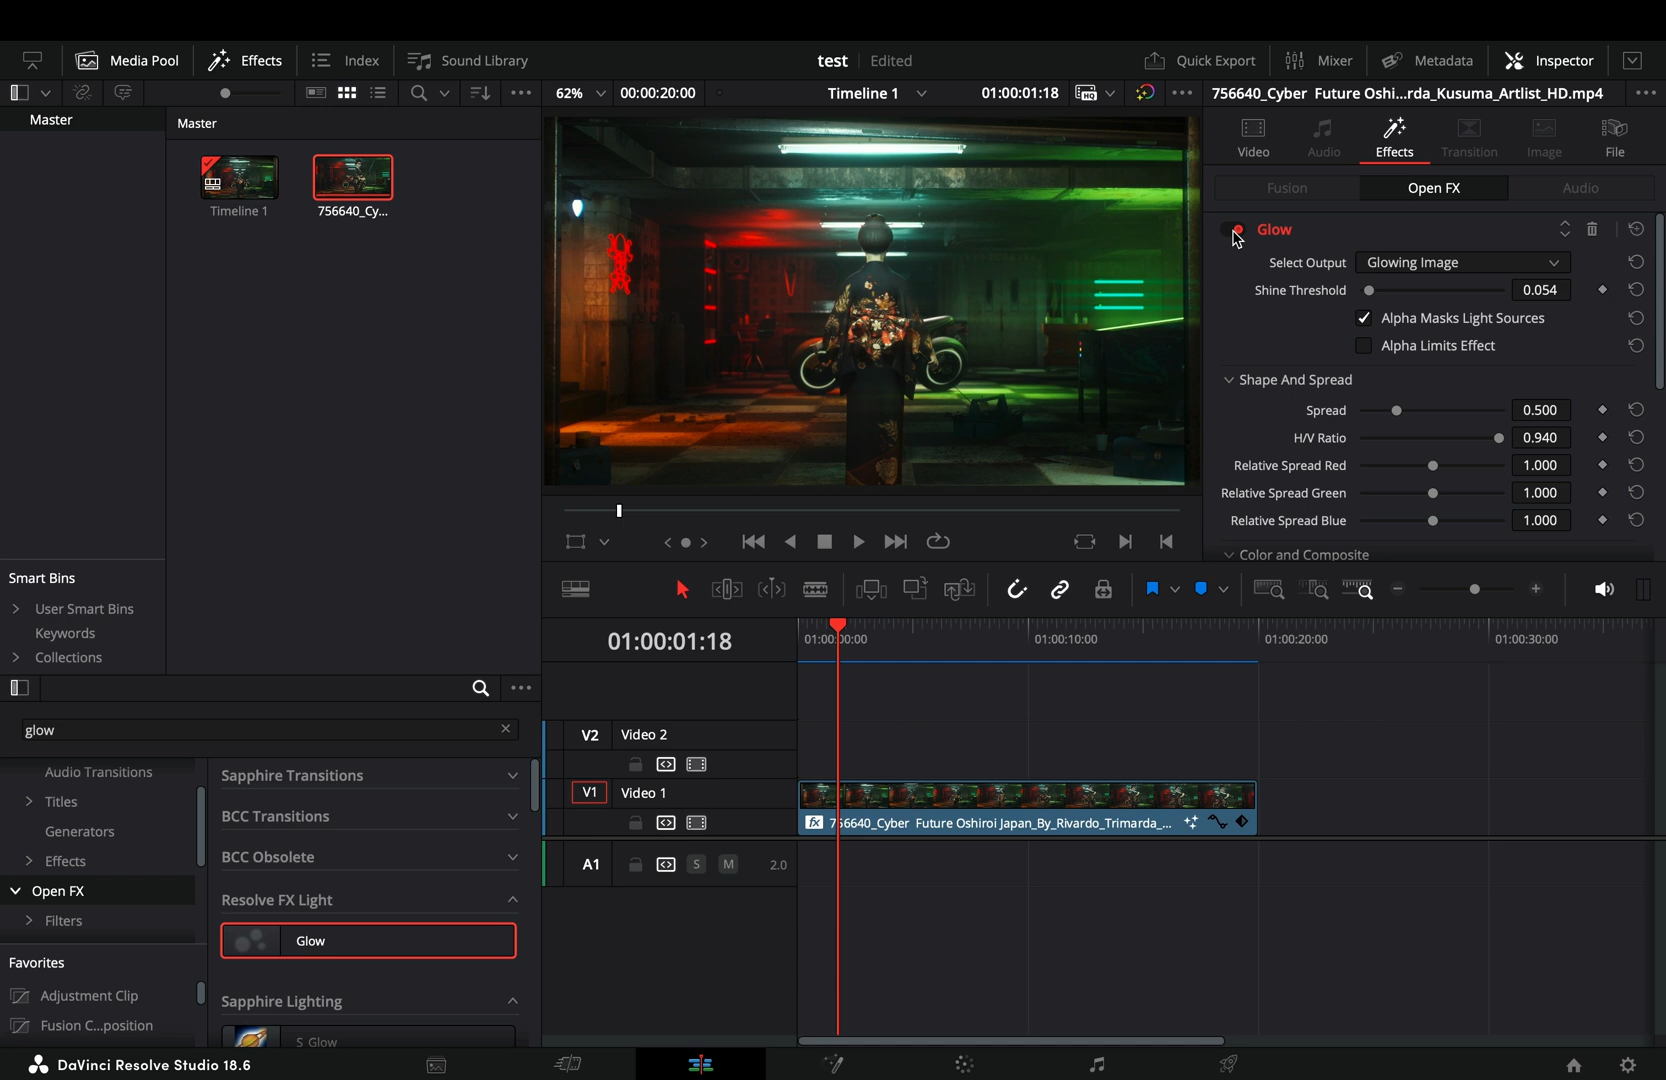 Media Pool
Effects
Index
Sound Library
test
Edited
Quick Export
Mixer
Metadata
Inspector
62%
00:00:20:00
Timeline 1
01:00:01:18
HQ
756640_Cyber Future Oshi...rda_Kusuma_Artlist_HD.mp4
Master
Master
Timeline 1
756640_Cy...
Video
Audio
Effects
Transition
Image
File
Fusion
Open FX
Audio
Glow
Select Output
Glowing Image
Shine Threshold
0.054
Alpha Masks Light Sources
Alpha Limits Effect
Shape And Spread
Spread
0.500
H/V Ratio
0.940
Relative Spread Red
1.000
Relative Spread Green
1.000
Relative Spread Blue
1.000
Color and Composite
Smart Bins
User Smart Bins
Keywords
Collections
01:00:01:18
01:00:00:00
01:00:10:00
01:00:20:00
01:00:30:00
V2
Video 2
V1
Video 1
fx
756640_Cyber Future Oshiroi Japan_By_Rivardo_Trimarda_...
A1
S
M
2.0
glow
Audio Transitions
Titles
Generators
Effects
Open FX
Filters
Favorites
Adjustment Clip
Fusion C...position
Sapphire Transitions
BCC Transitions
BCC Obsolete
Resolve FX Light
Glow
Sapphire Lighting
S_Glow
DaVinci Resolve Studio 18.6